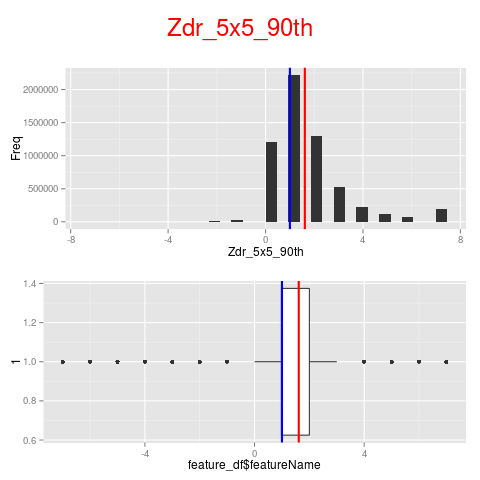 Zdr_5x5_90th
2000000
1500000
1000000
500000
0
Freq
-8 -4 0 4 8
Zdr_5x5_90th
1.4
1.2
1.0
0.8
0.6
1
-4 0 4
feature_df$featureName